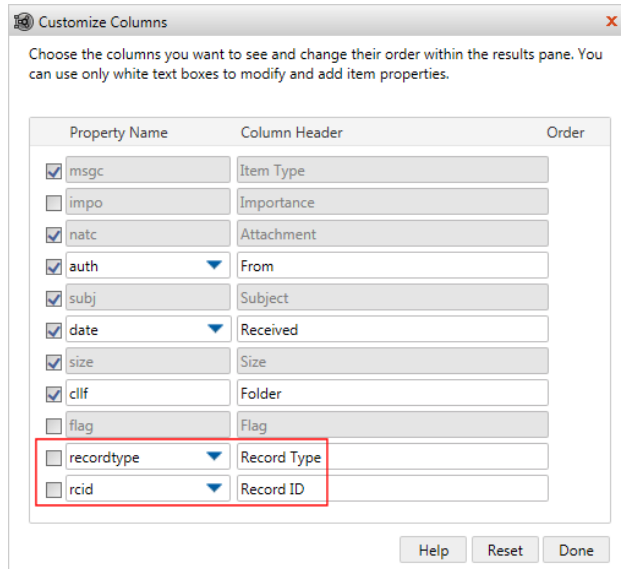 Customize Columns
x
Choose the columns you want to see and change their order within the results pane. You
can use only white text boxes to modify and add item properties.
Property Name Column Header Order
msgc Item Type
impo Importance
natc Attachment
auth From
subj Subject
date Received
size Size
cllf Folder
flag Flag
recordtype Record Type
rcid Record ID
Help Reset Done